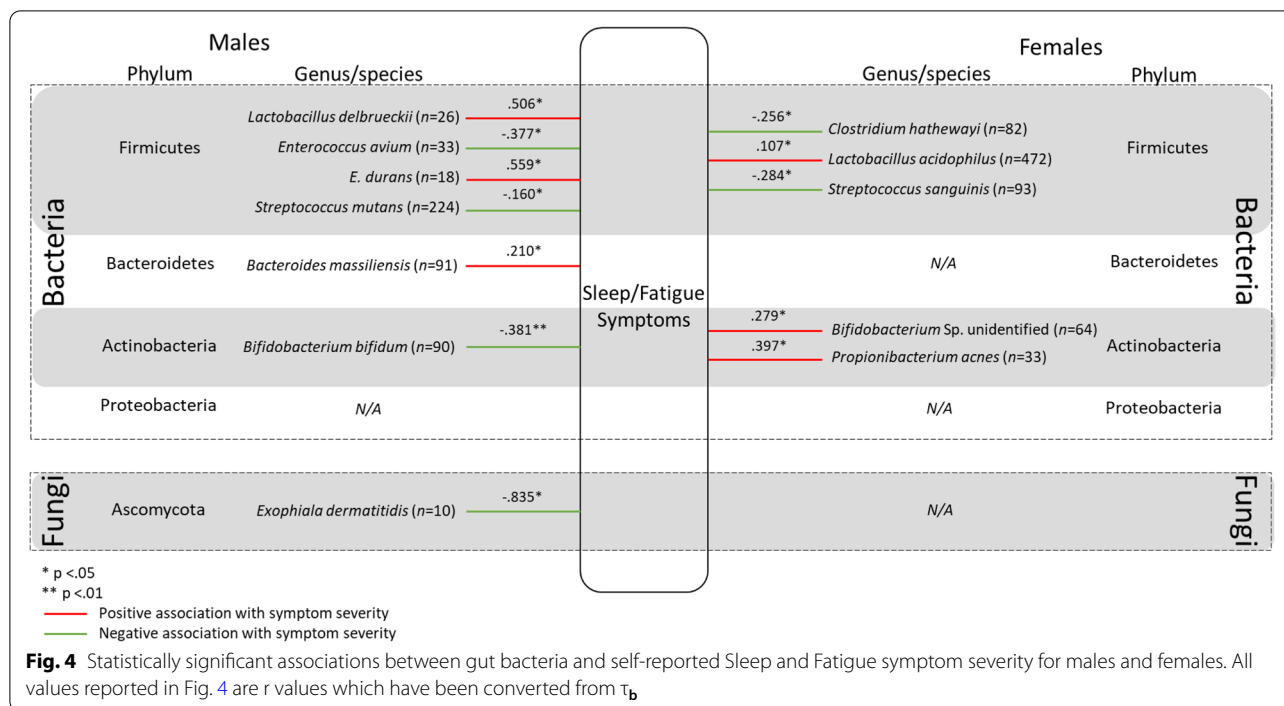 Males
Females
Phylum
Genus/species
Genus/species
Phylum
Bacteria
Firmicutes
Lactobacillus delbrueckii (n=26)
.506*
Enterococcus avium (n=33)
-.377*
E. durans (n=18)
.559*
Streptococcus mutans (n=224)
-.160*
Bacteroidetes
Bacteroides massiliensis (n=91)
.210*
Actinobacteria
Bifidobacterium bifidum (n=90)
-.381**
Proteobacteria
N/A
Sleep/Fatigue
Symptoms
-.256*
Clostridium hathewayi (n=82)
.107*
Lactobacillus acidophilus (n=472)
-.284*
Streptococcus sanguinis (n=93)
Firmicutes
N/A
Bacteroidetes
.279*
Bifidobacterium Sp. unidentified (n=64)
.397*
Propionibacterium acnes (n=33)
Actinobacteria
N/A
Proteobacteria
Bacteria
Fungi
Ascomycota
Exophiala dermatitidis (n=10)
-.835*
N/A
Fungi
* p <.05
** p <.01
Positive association with symptom severity
Negative association with symptom severity
Fig. 4 Statistically significant associations between gut bacteria and self-reported Sleep and Fatigue symptom severity for males and females. All
values reported in Fig. 4 are r values which have been converted from τb